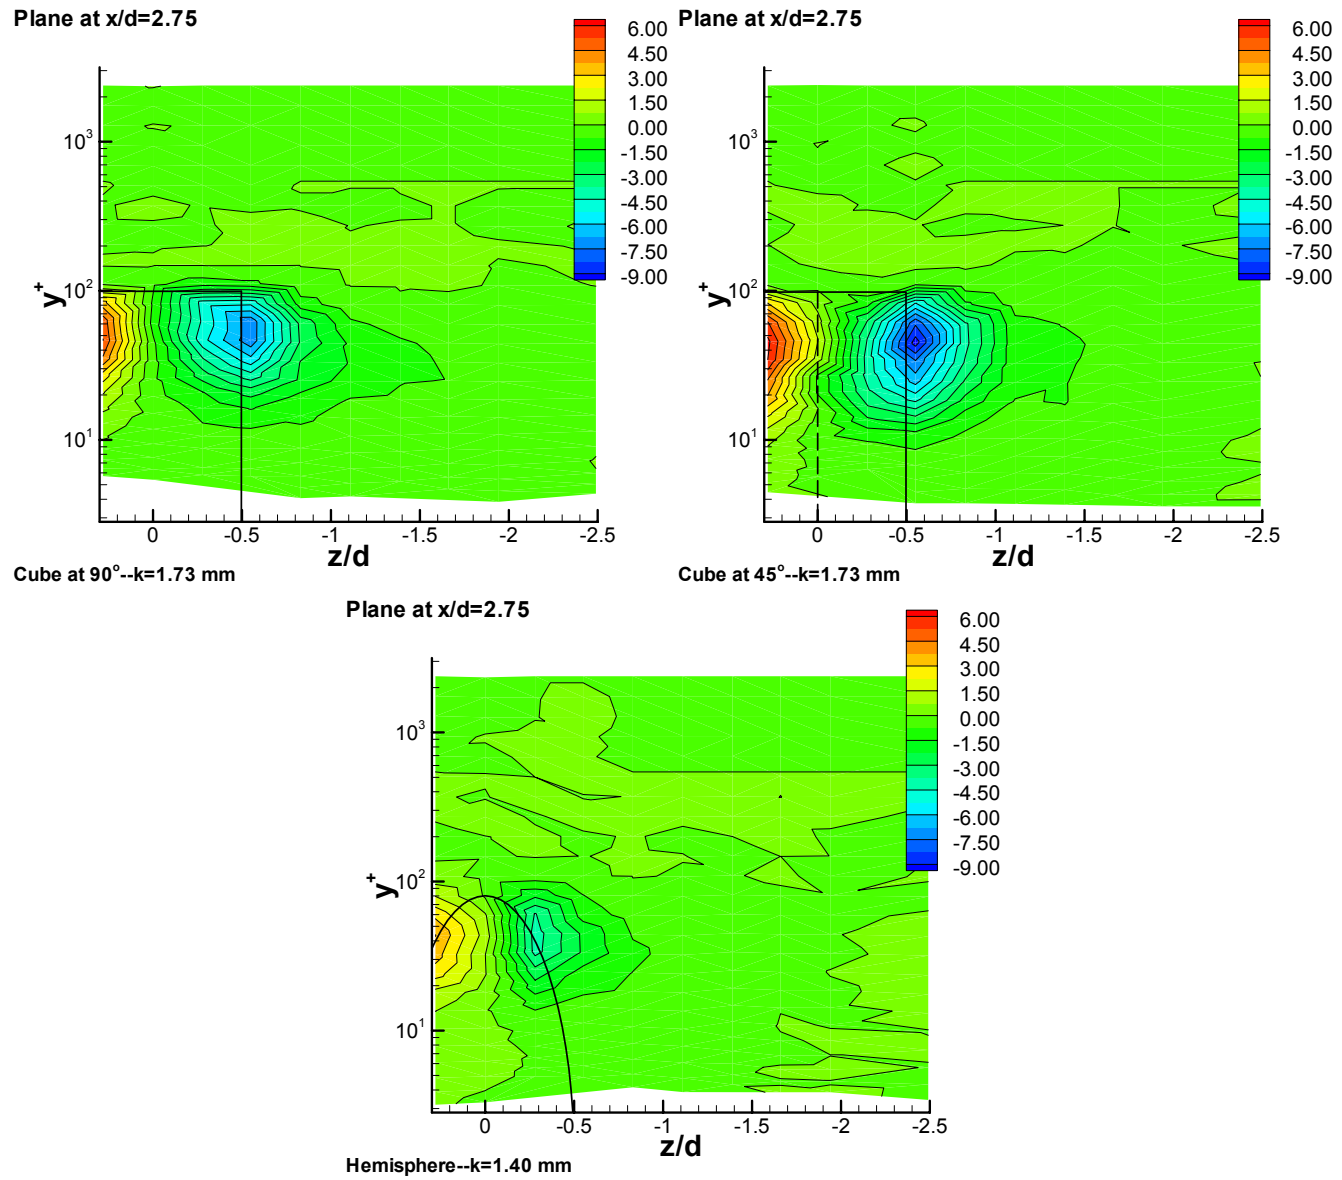 Plane at x/d=2.75
6.00
4.50
3.00
1.50
0.00
-1.50
-3.00
-4.50
-6.00
-7.50
-9.00
10³
10²
10¹
y⁺
0 -0.5 -1 -1.5 -2 -2.5
z/d
Cube at 90°--k=1.73 mm
Plane at x/d=2.75
6.00
4.50
3.00
1.50
0.00
-1.50
-3.00
-4.50
-6.00
-7.50
-9.00
10³
10²
10¹
y⁺
0 -0.5 -1 -1.5 -2 -2.5
z/d
Cube at 45°--k=1.73 mm
Plane at x/d=2.75
6.00
4.50
3.00
1.50
0.00
-1.50
-3.00
-4.50
-6.00
-7.50
-9.00
10³
10²
10¹
y⁺
0 -0.5 -1 -1.5 -2 -2.5
z/d
Hemisphere--k=1.40 mm